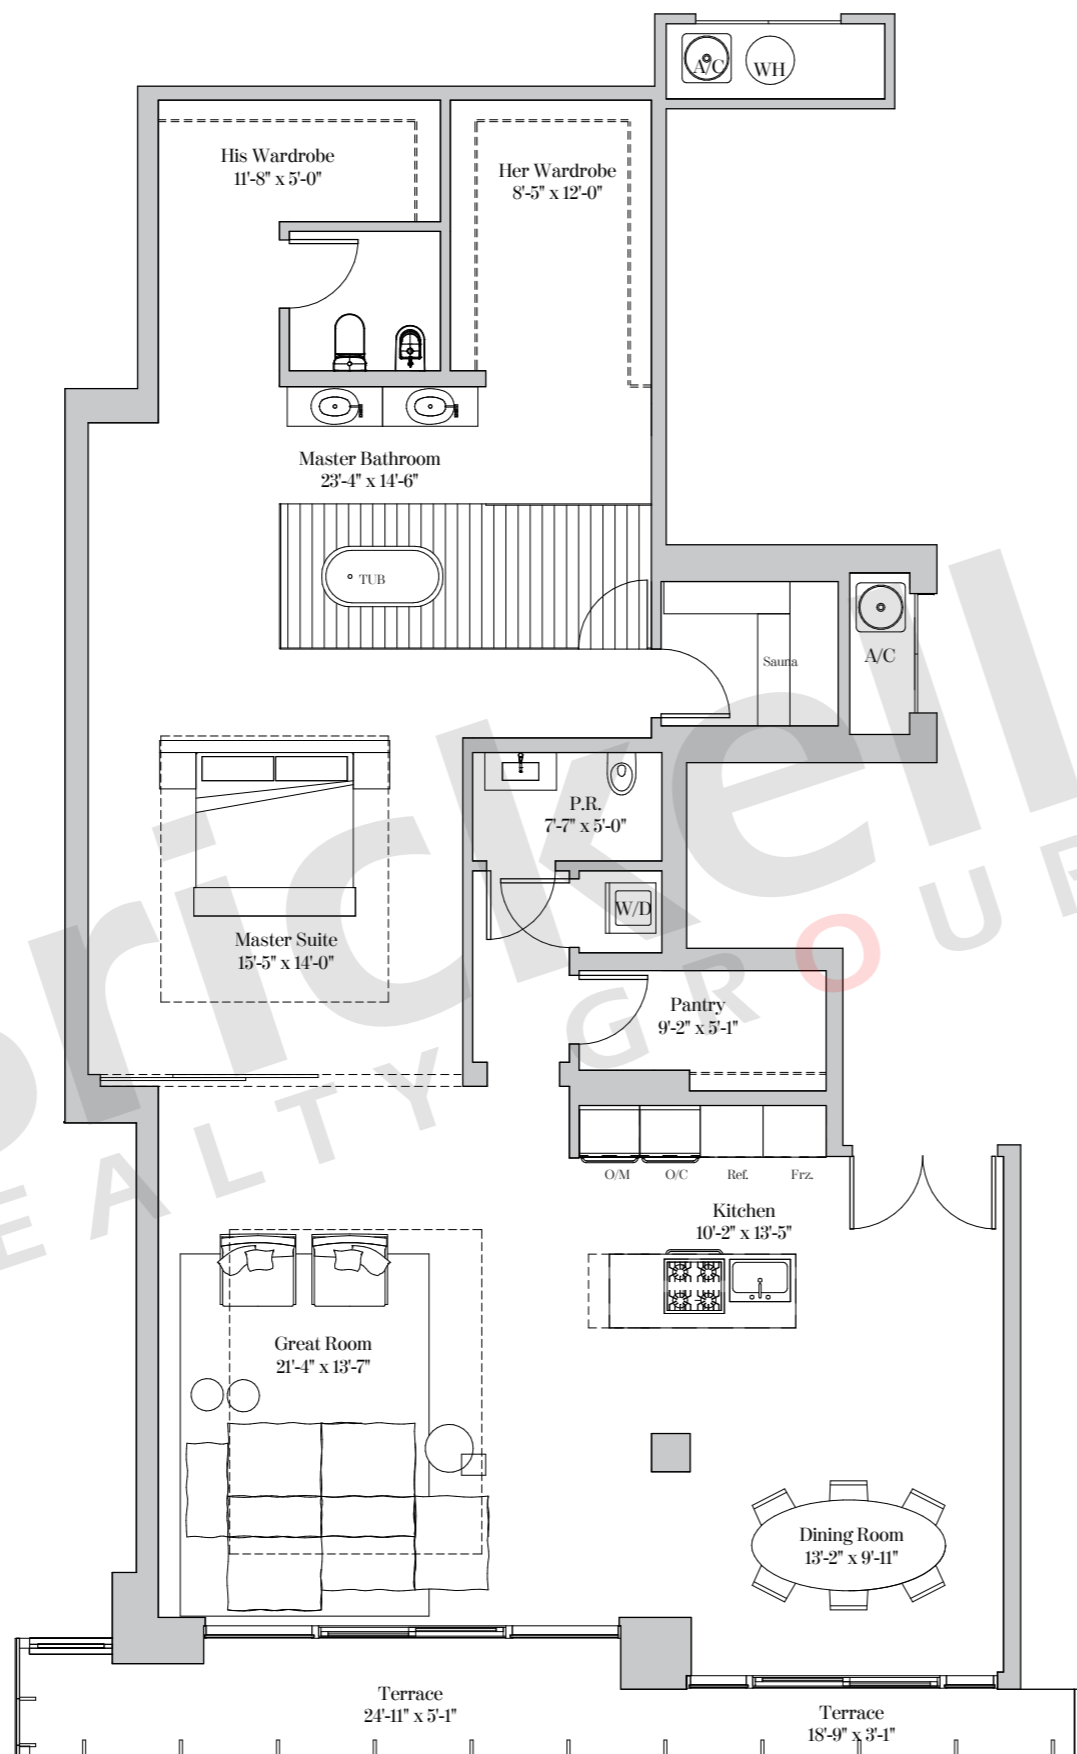 A/C
WH
His Wardrobe
11'-8" x 5'-0"
Her Wardrobe
8'-5" x 12'-0"
Master Bathroom
23'-4" x 14'-6"
TUB
Sauna
A/C
P.R.
7'-7" x 5'-0"
W/D
Master Suite
15'-5" x 14'-0"
Pantry
9'-2" x 5'-1"
O/M O/C Ref. Frz.
Kitchen
10'-2" x 13'-5"
Great Room
21'-4" x 13'-7"
Dining Room
13'-2" x 9'-11"
Terrace
24'-11" x 5'-1"
Terrace
18'-9" x 3'-1"
brickell
EALTY GROUP